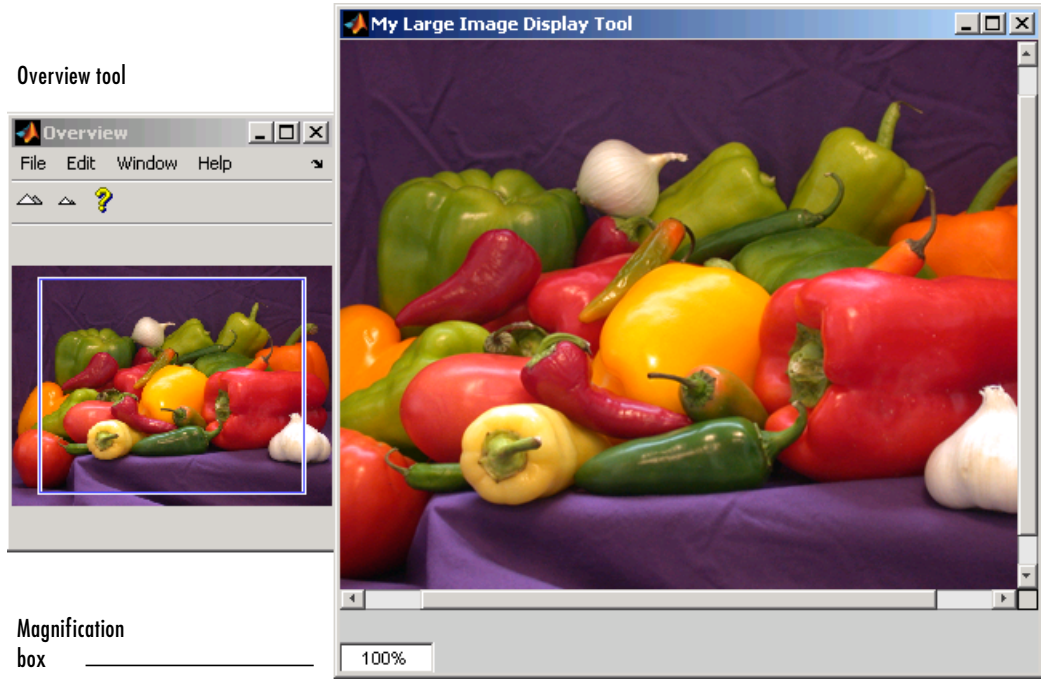 My Large Image Display Tool
Overview tool
Overview
File Edit Window Help
?
Magnification
box
100%